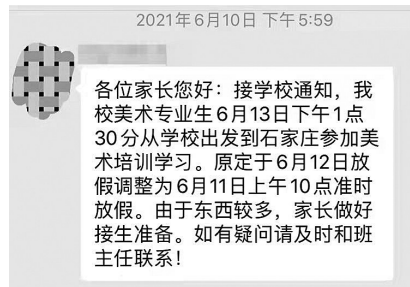 2021年6月10日 下午5:59
各位家长您好：接学校通知，我
校美术专业生6月13日下午1点
30分从学校出发到石家庄参加美
术培训学习。原定于6月12日放
假调整为6月11日上午10点准时
放假。由于东西较多，家长做好
接生准备。如有疑问请及时和班
主任联系！